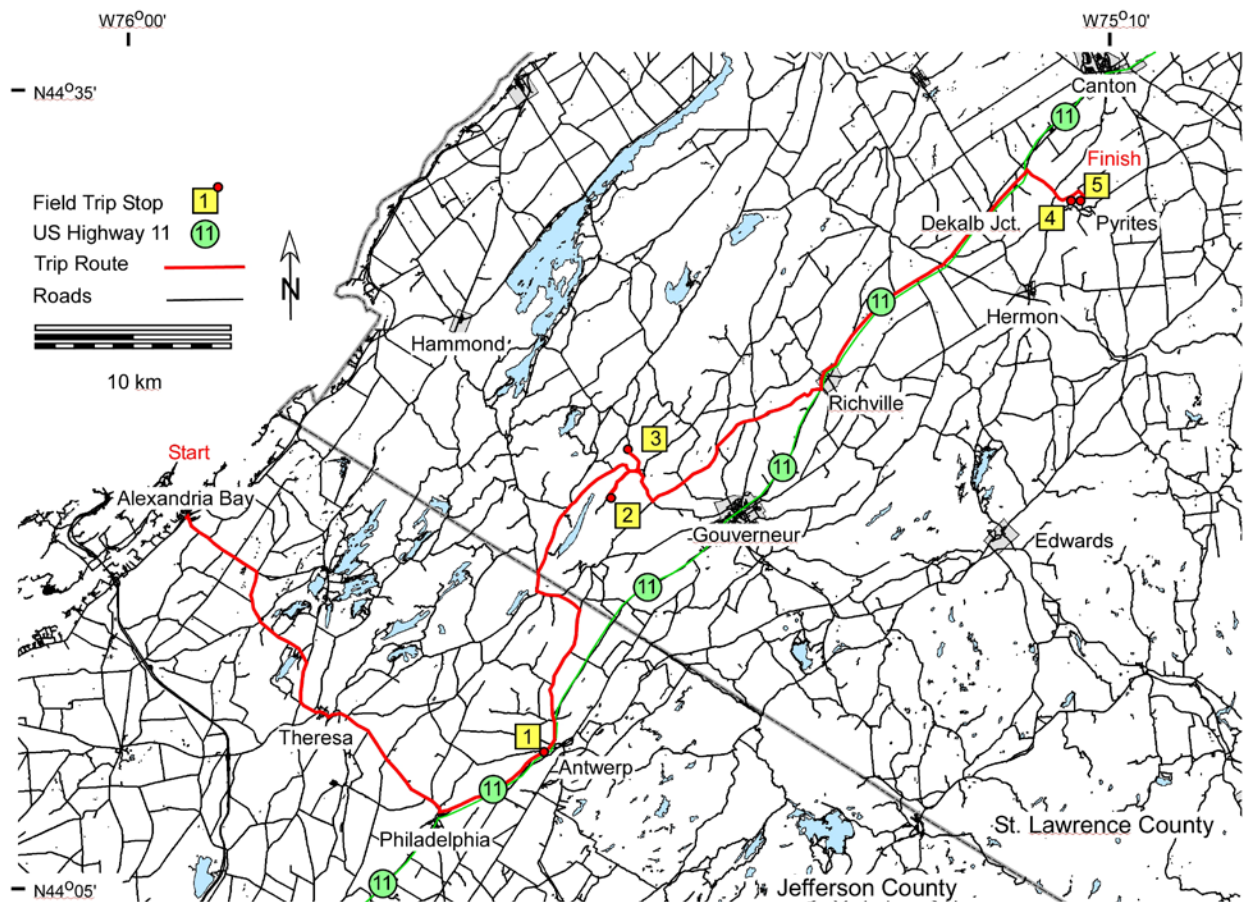 W76°00'
W75°10'
N44°35'
Canton
11
Finish
5
4
Pyrites
Dekalb Jct.
Field Trip Stop 1
US Highway 11 11
Trip Route
Roads
N
10 km
11
Hermon
Hammond
Richville
Start
3
11
Alexandria Bay
2
Gouverneur
Edwards
11
Theresa
1
Antwerp
11
Philadelphia
St. Lawrence County
N44°05'
11
Jefferson County